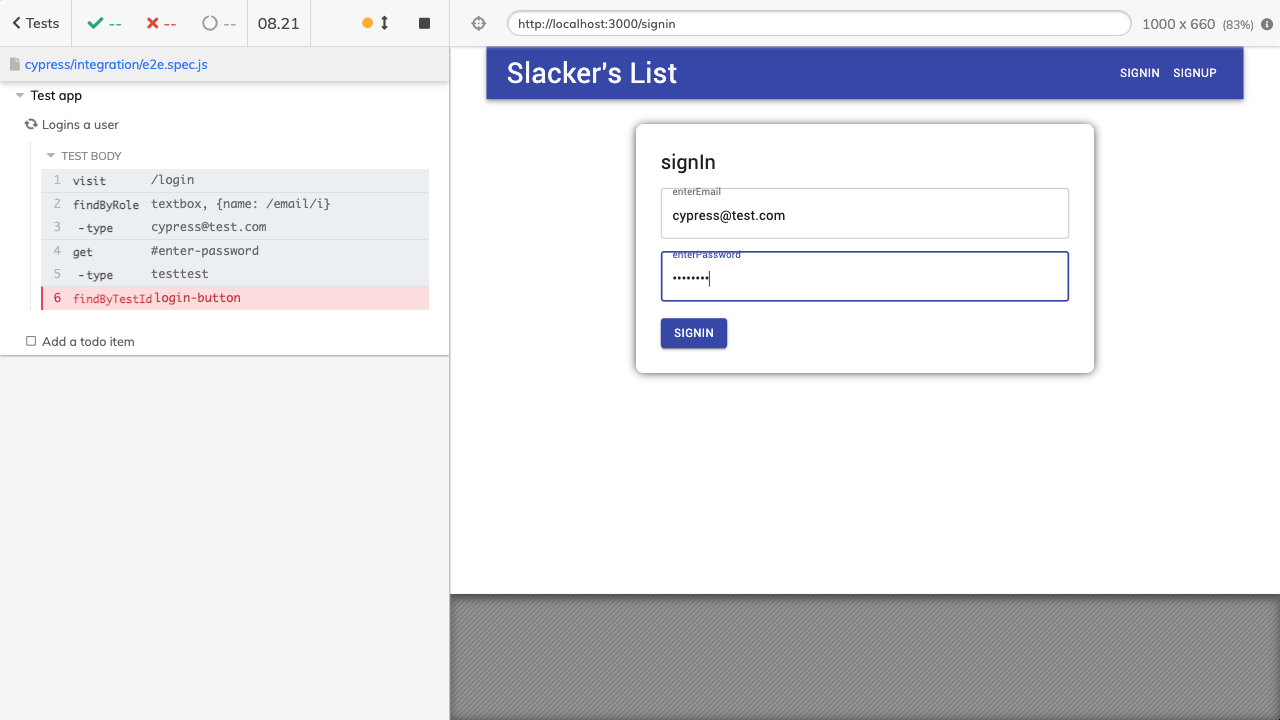 Tests -- -- -- 08.21
cypress/integration/e2e.spec.js
Test app
Logins a user
TEST BODY
1 visit /login
2 findByRole textbox, {name: /email/i}
3 -type cypress@test.com
4 get #enter-password
5 -type testtest
6 findByTestId login-button
Add a todo item
http://localhost:3000/signin 1000 x 660 (83%)
Slacker's List SIGNIN SIGNUP
signIn
enterEmail
cypress@test.com
enterPassword
••••••••
SIGNIN